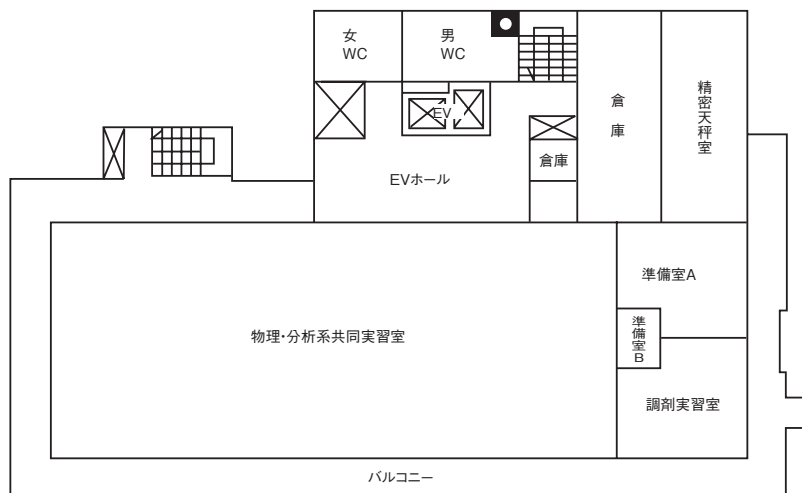 女
WC
男
WC
EV
倉
庫
精密天秤室
倉庫
EVホール
準備室A
物理・分析系共同実習室
準備室B
調剤実習室
バルコニー